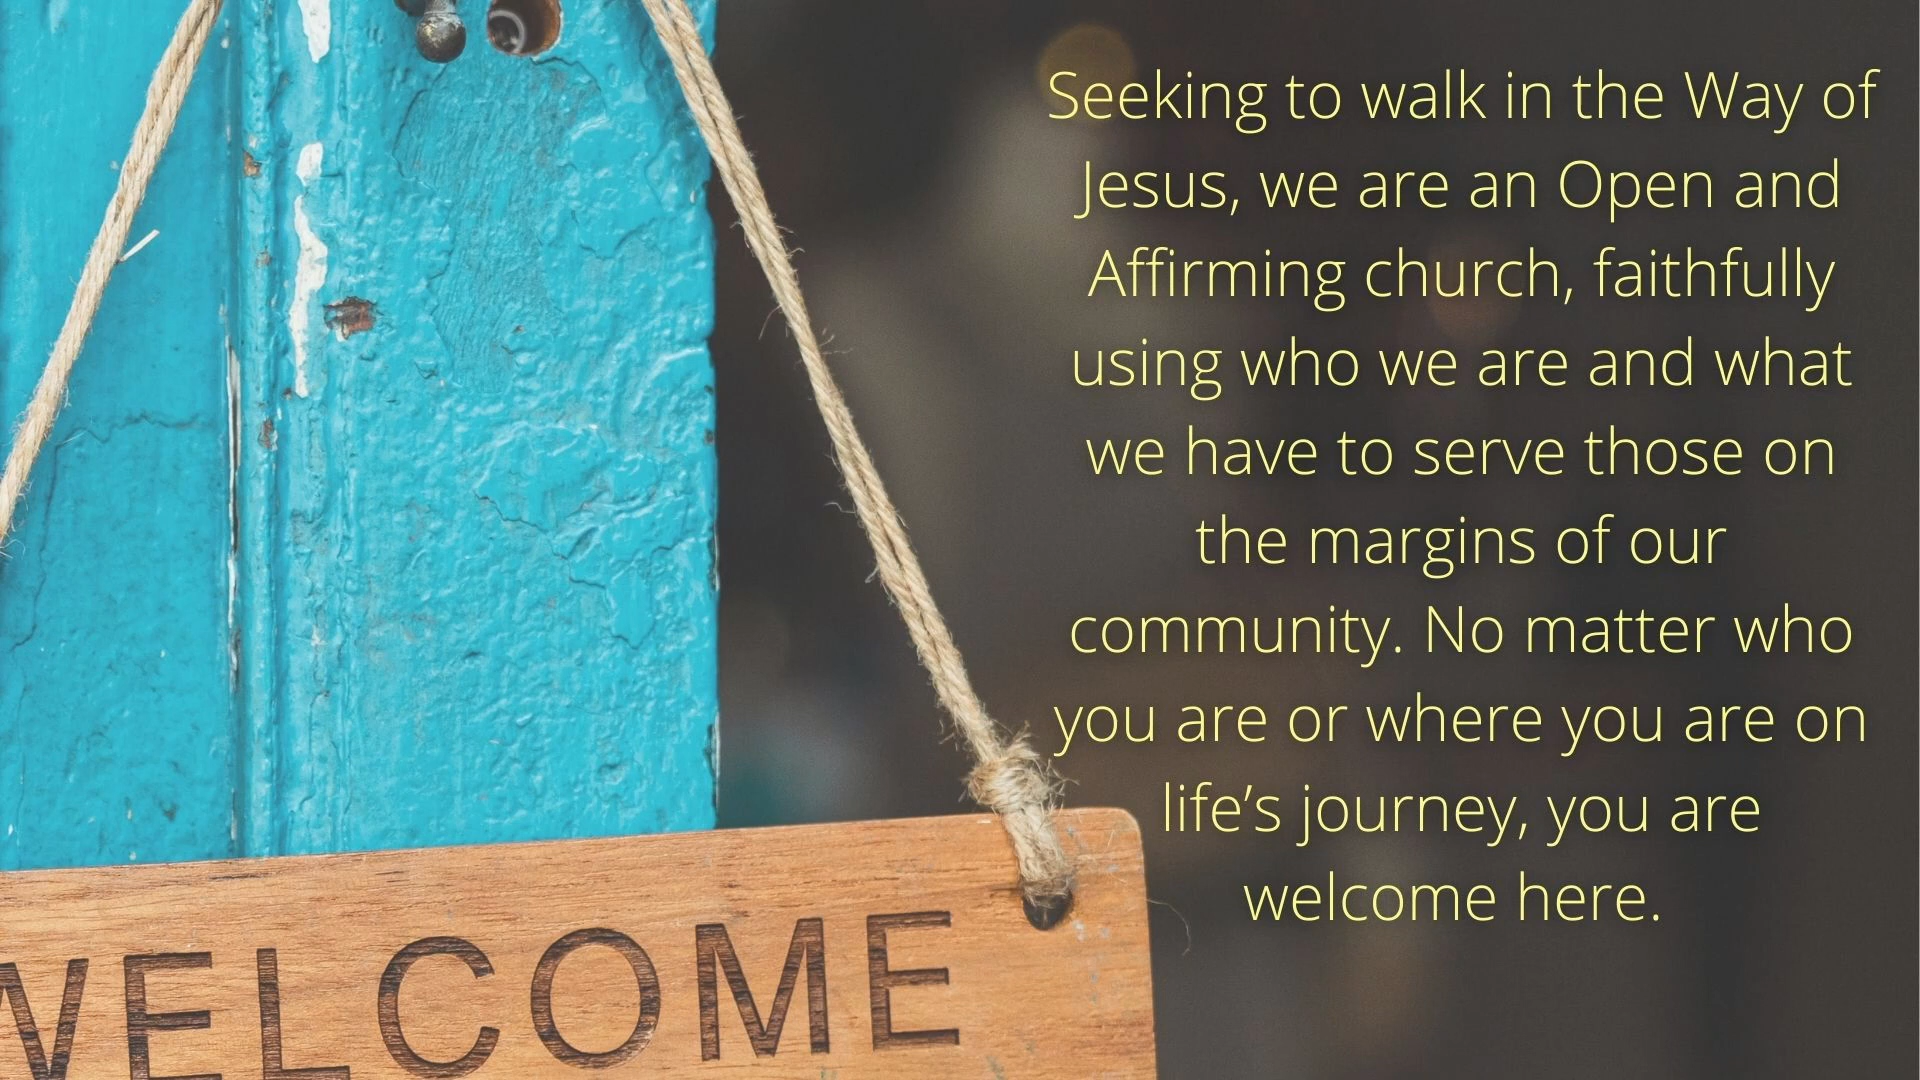 Seeking to walk in the Way of
Jesus, we are an Open and
Affirming church, faithfully
using who we are and what
we have to serve those on
the margins of our
community. No matter who
you are or where you are on
life’s journey, you are
welcome here.
WELCOME